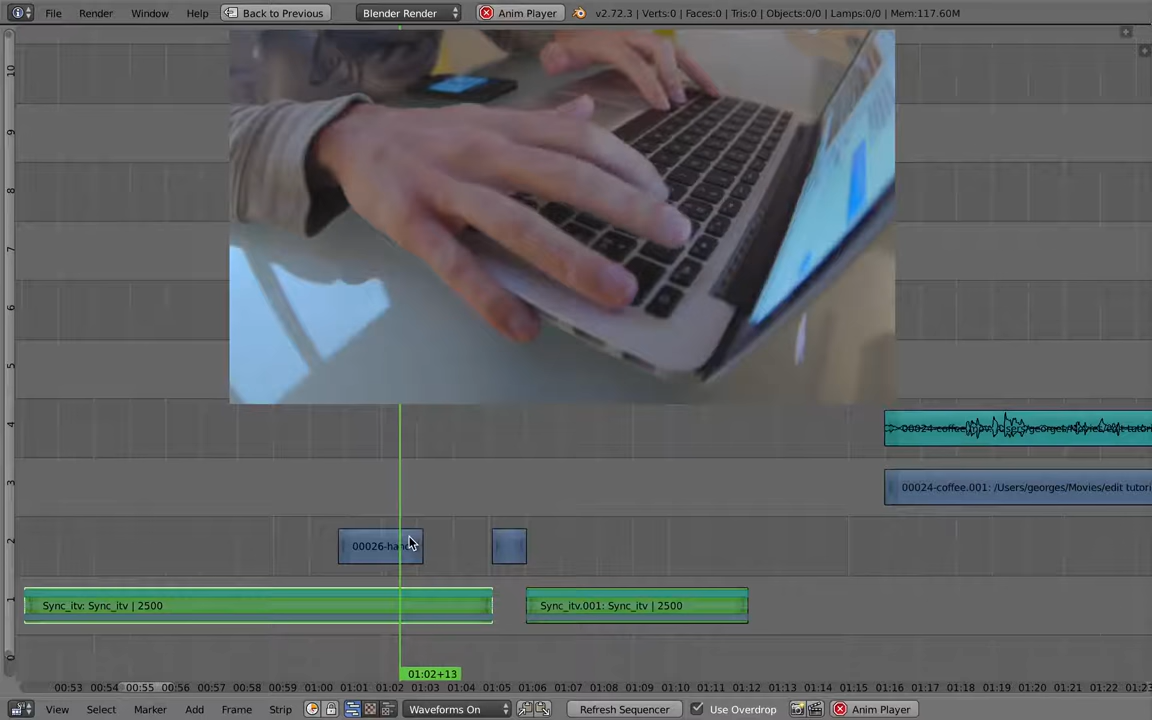 File Render Window Help Back to Previous Blender Render Anim Player v2.72.3 | Verts:0 | Faces:0 | Tris:0 | Objects:0/0 | Lamps:0/0 | Mem:117.60M
10
9
8
7
6
5
4
00024-coffee.001: /Users/georges/Movies/edit tutori
3
2
00026-han
1
Sync_itv: Sync_itv | 2500
Sync_itv.001: Sync_itv | 2500
0
01:02+13
00:53 00:54 00:55 00:56 00:57 00:58 00:59 01:00 01:01 01:02 01:03 01:04 01:05 01:06 01:07 01:08 01:09 01:10 01:11 01:12 01:13 01:14 01:15 01:16 01:17 01:18 01:19 01:20 01:21 01:22 01:23
View Select Marker Add Frame Strip Waveforms On Refresh Sequencer Use Overdrop Anim Player